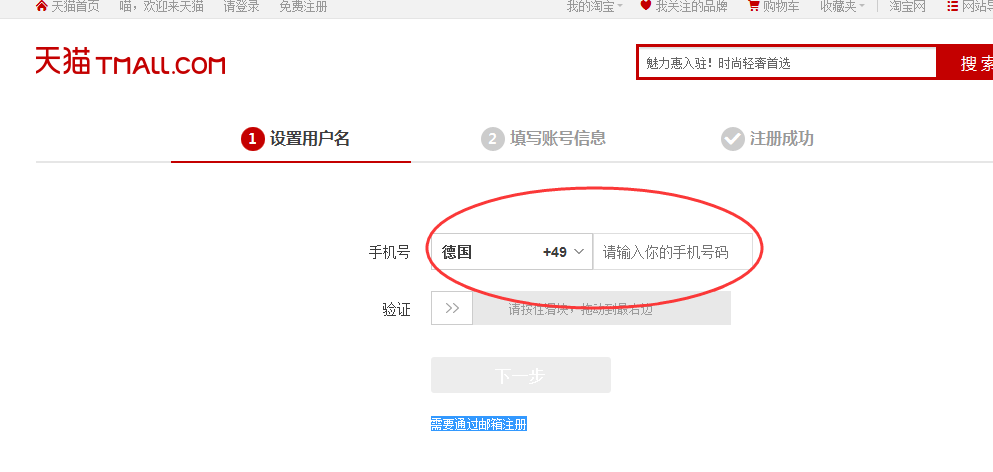 天猫首页 喵，欢迎来天猫 请登录 免费注册 我的淘宝 我关注的品牌 购物车 收藏夹 淘宝网 网站导
天猫 TMALL.COM
魅力惠入驻！时尚轻奢首选 搜索
1 设置用户名 2 填写账号信息 注册成功
手机号 德国 +49 请输入你的手机号码
验证 >> 请按住滑块，拖动到最右边
下一步
需要通过邮箱注册